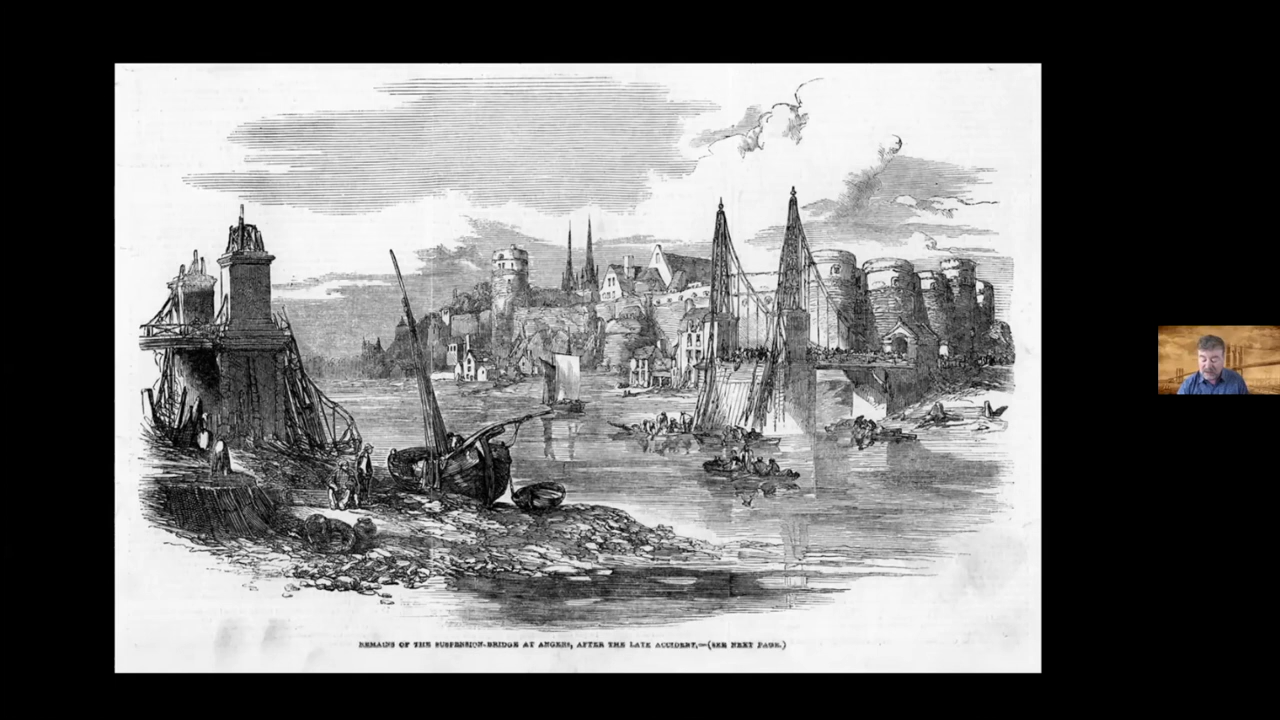 REMAINS OF THE SUSPENSION-BRIDGE AT ANGERS, AFTER THE LATE ACCIDENT.—(SEE NEXT PAGE.)